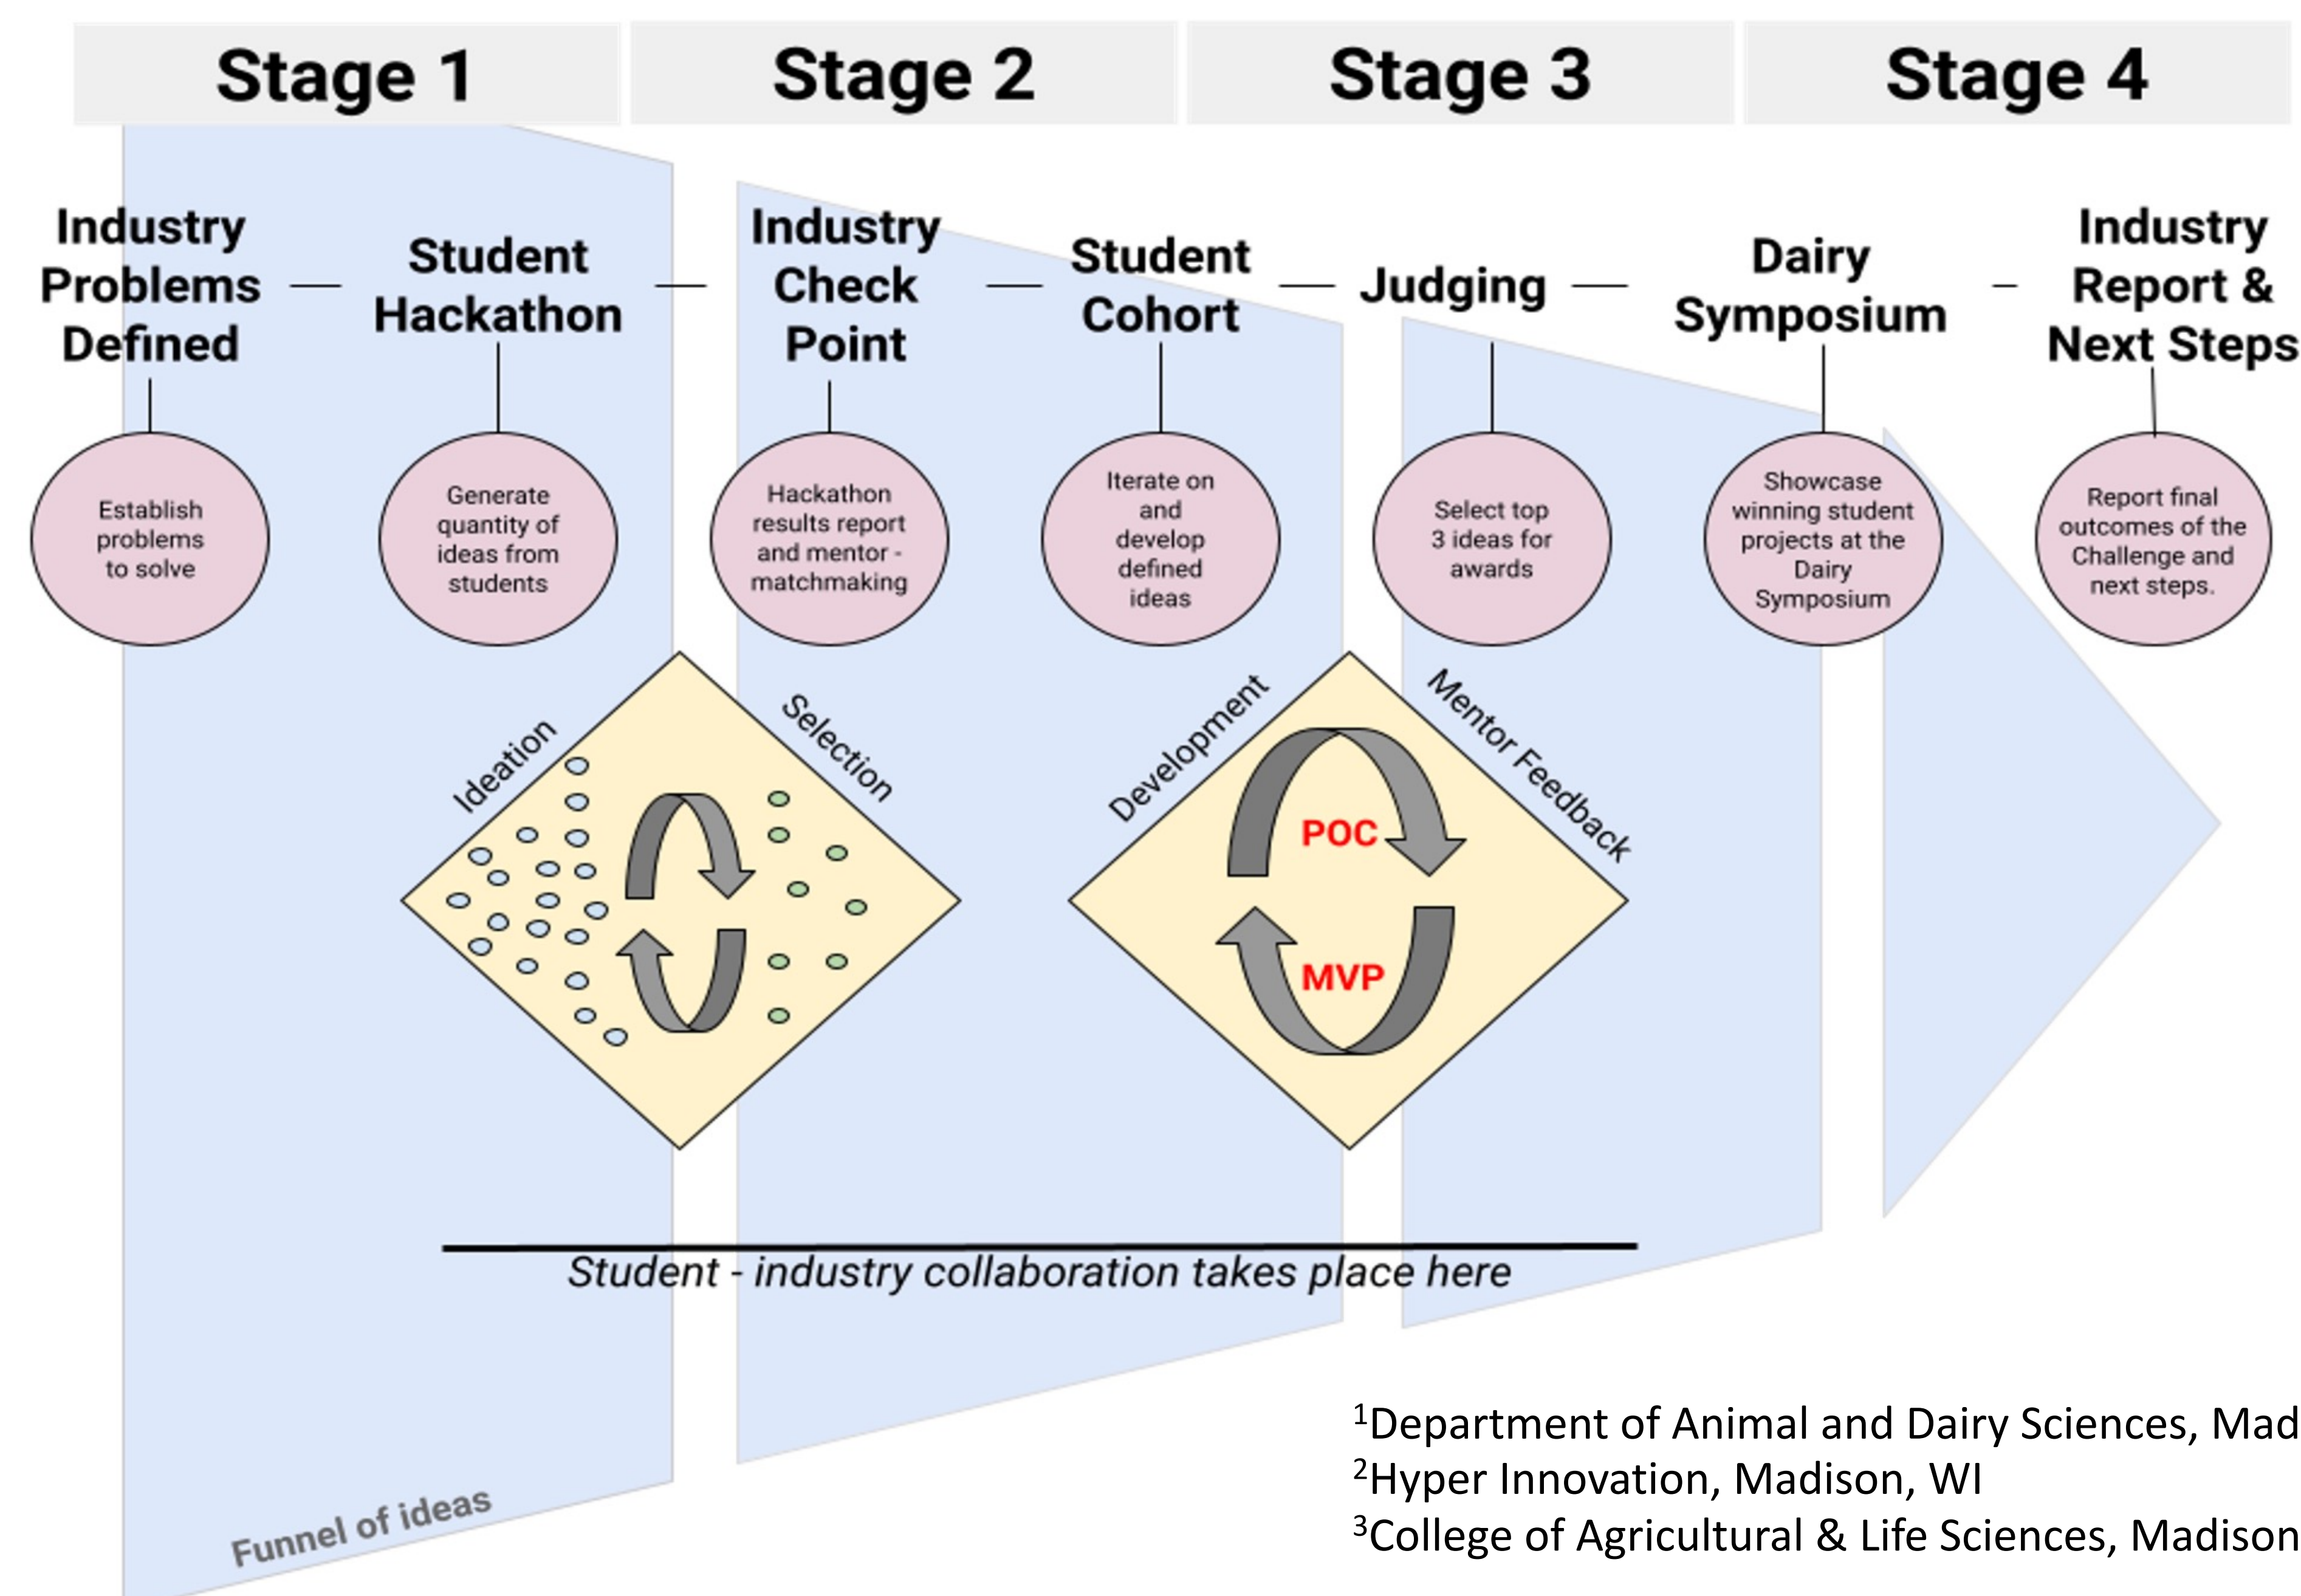 Stage 1
Stage 2
Stage 3
Stage 4
Industry
Problems
Defined
Student
Hackathon
Industry
Check
Point
Student
Cohort
Judging
Dairy
Symposium
Industry
Report &
Next Steps
Establish
problems
to solve
Generate
quantity of
ideas from
students
Hackathon
results report
and mentor -
matchmaking
Iterate on
and
develop
defined
ideas
Select top
3 ideas for
awards
Showcase
winning student
projects at the
Dairy
Symposium
Report final
outcomes of the
Challenge and
next steps.
Ideation
Selection
Development
Mentor Feedback
POC
MVP
Student - industry collaboration takes place here
Funnel of ideas
¹Department of Animal and Dairy Sciences, Mad
²Hyper Innovation, Madison, WI
³College of Agricultural & Life Sciences, Madison